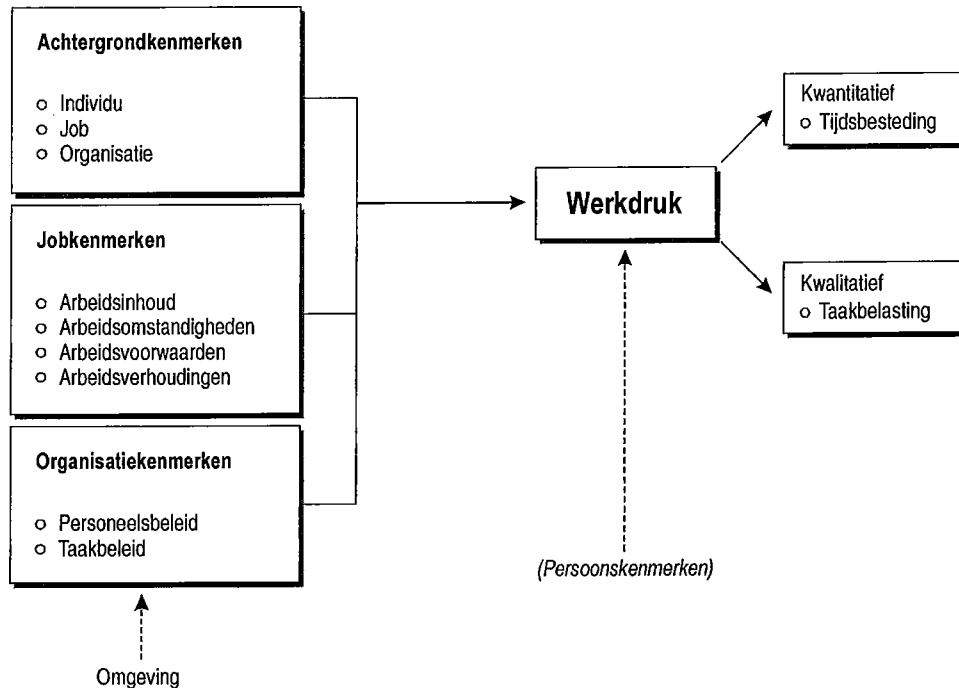 Achtergrondkenmerken
o Individu
o Job
o Organisatie
Jobkenmerken
o Arbeidsinhoud
o Arbeidsomstandigheden
o Arbeidsvoorwaarden
o Arbeidsverhoudingen
Organisatiekenmerken
o Personeelsbeleid
o Taakbeleid
Omgeving
Werkdruk
(Persoonskenmerken)
Kwantitatief
o Tijdsbesteding
Kwalitatief
o Taakbelasting